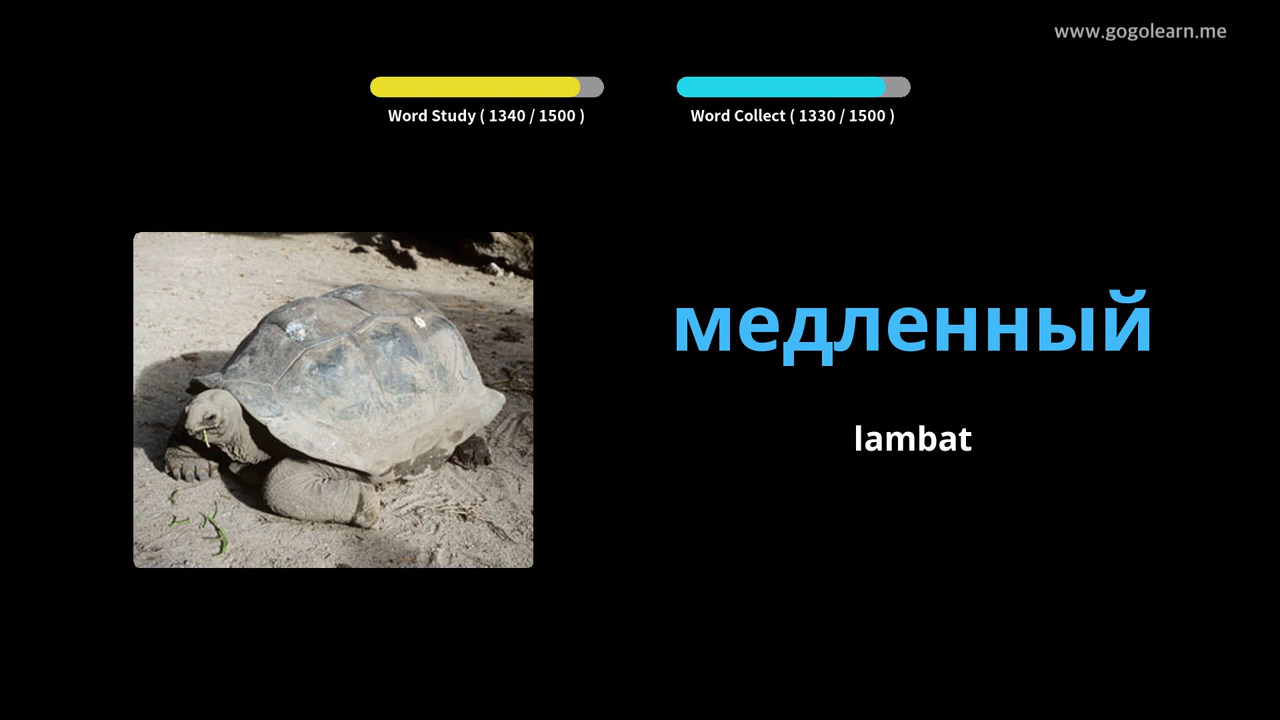 www.gogolearn.me
Word Study ( 1340 / 1500 )
Word Collect ( 1330 / 1500 )
медленный
lambat